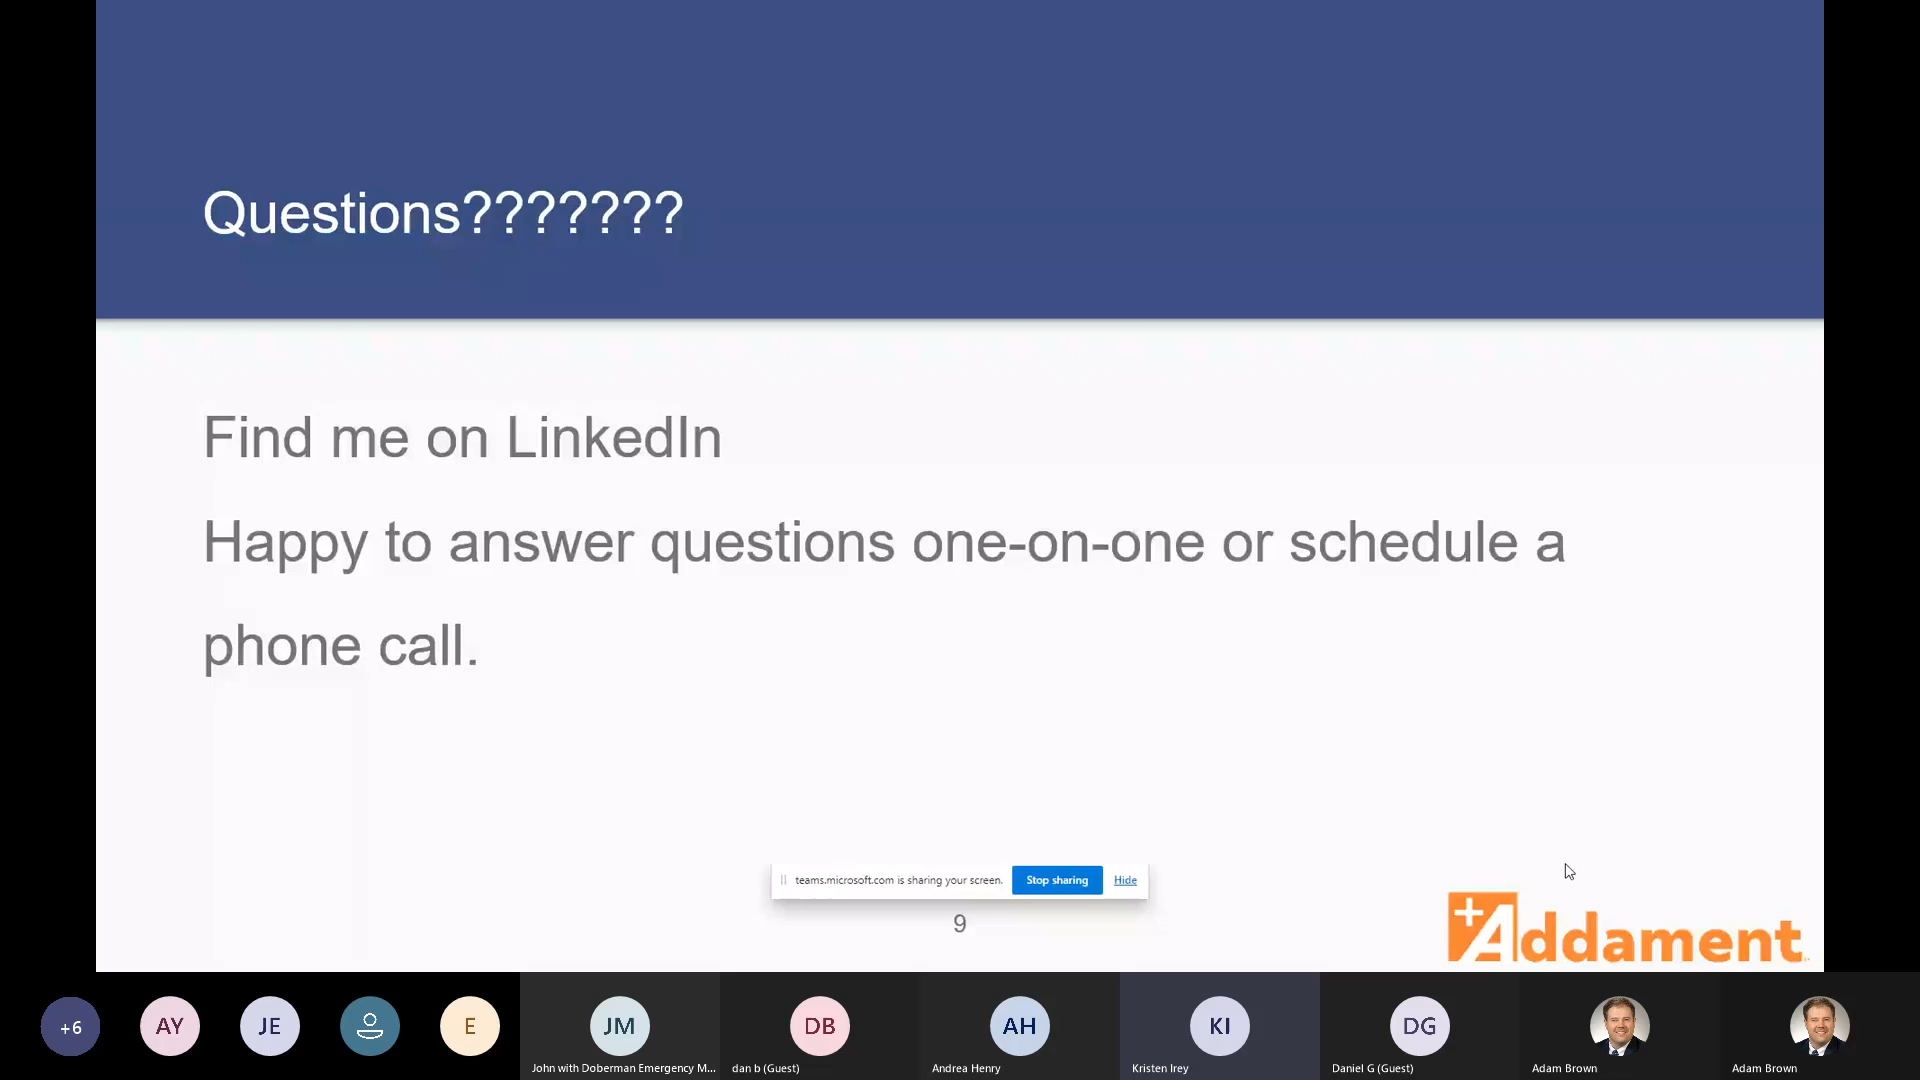 Questions???????
Find me on LinkedIn
Happy to answer questions one-on-one or schedule a
phone call.
teams.microsoft.com is sharing your screen.
Stop sharing
Hide
9
+Addament
+6
AY
JE
E
JM
DB
AH
KI
DG
John with Doberman Emergency M...
dan b (Guest)
Andrea Henry
Kristen Irey
Daniel G (Guest)
Adam Brown
Adam Brown